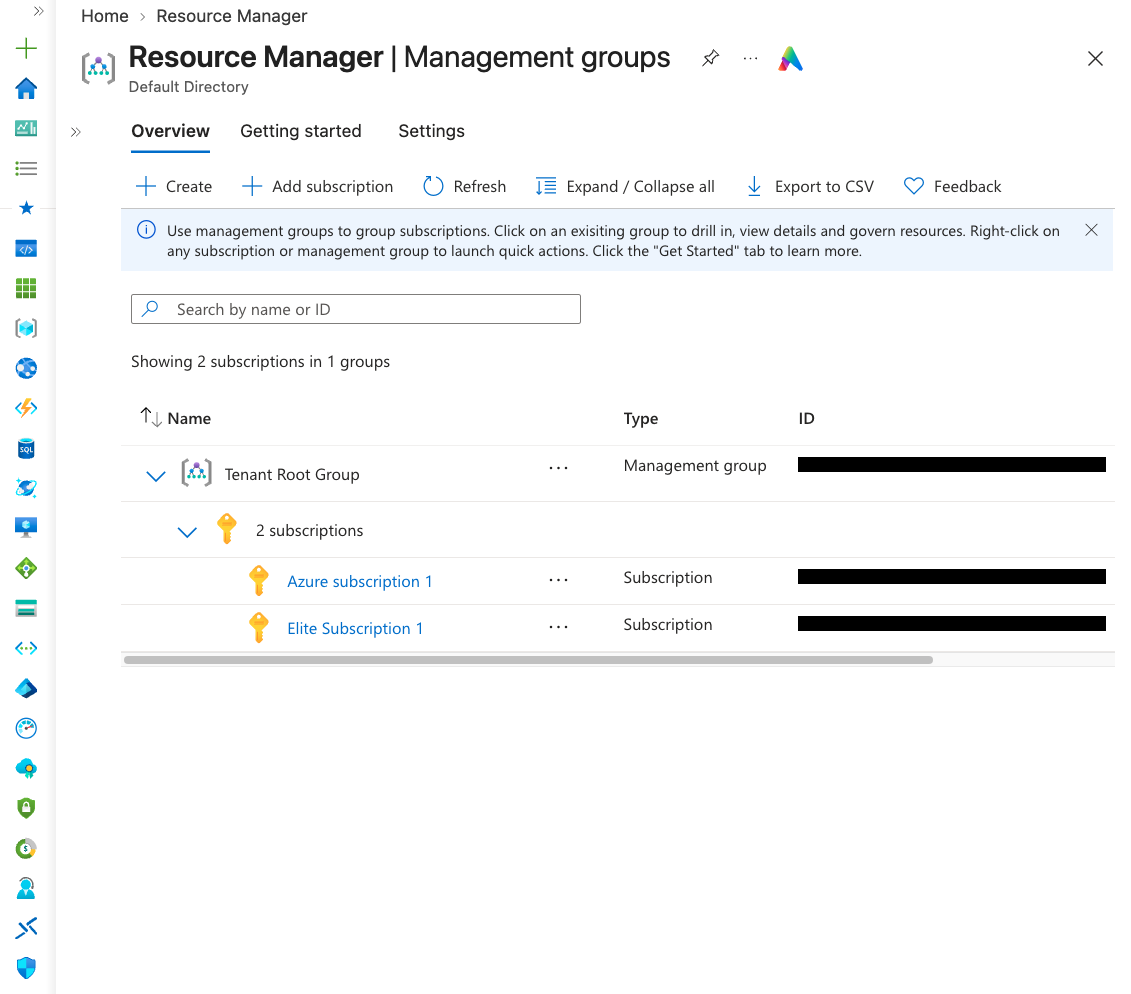 Home > Resource Manager
Resource Manager | Management groups
Default Directory
Overview Getting started Settings
Create Add subscription Refresh Expand / Collapse all Export to CSV Feedback
Use management groups to group subscriptions. Click on an exisiting group to drill in, view details and govern resources. Right-click on
any subscription or management group to launch quick actions. Click the "Get Started" tab to learn more.
Search by name or ID
Showing 2 subscriptions in 1 groups
Name Type ID
Tenant Root Group ... Management group
2 subscriptions
Azure subscription 1 ... Subscription
Elite Subscription 1 ... Subscription
SQL